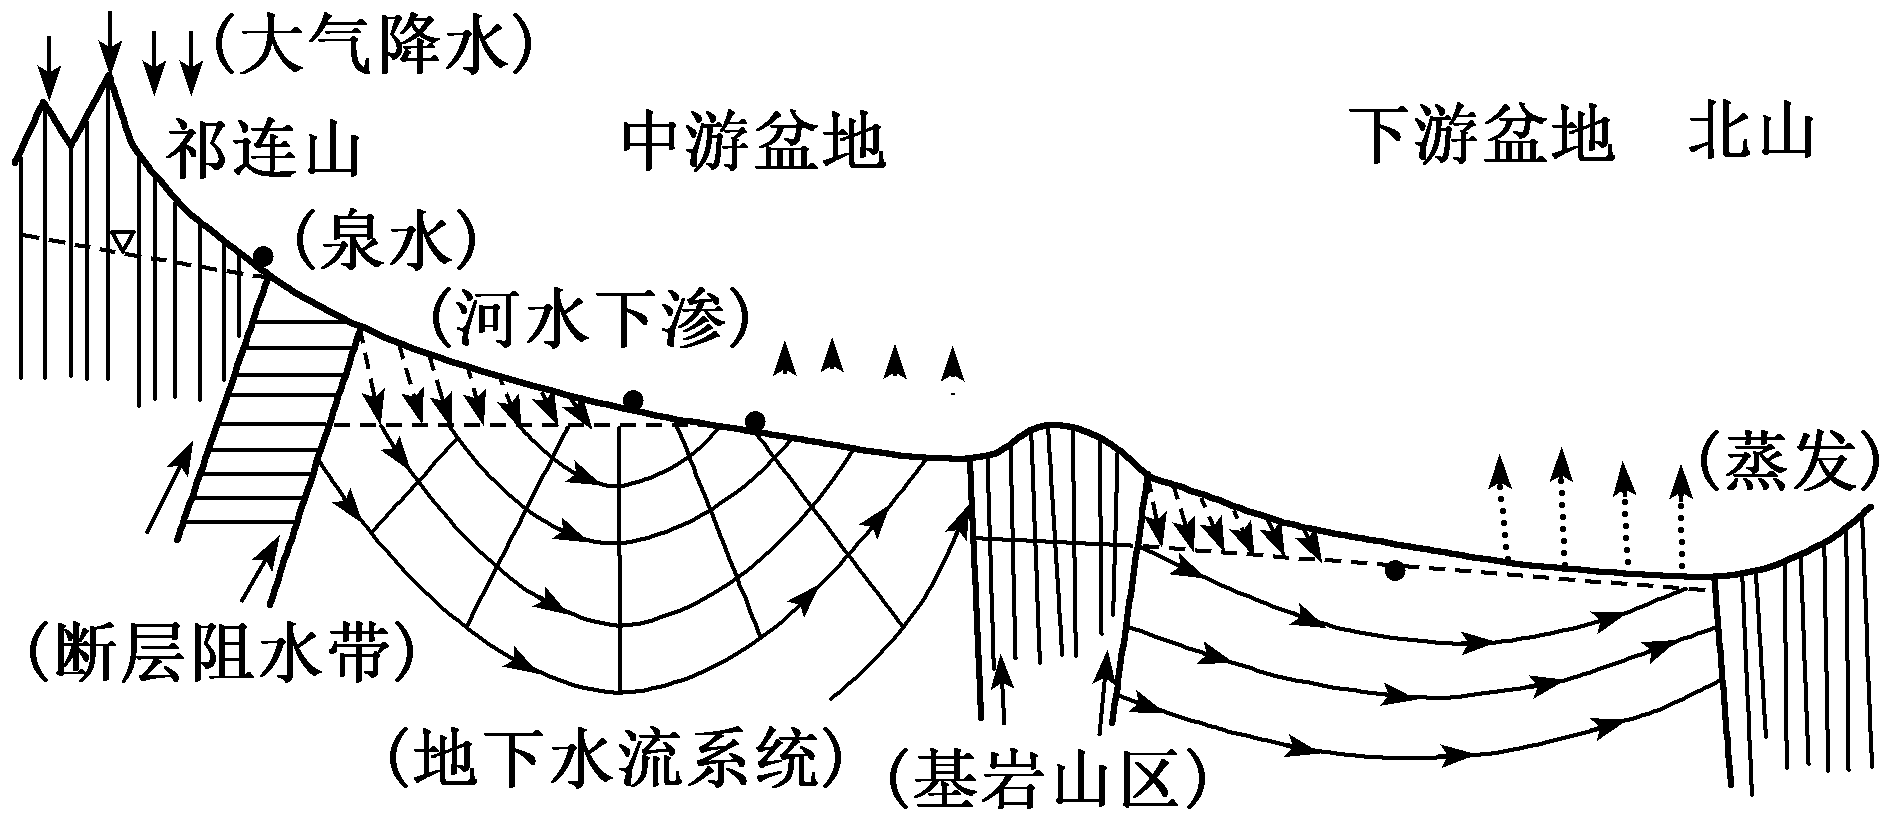 (大气降水)
祁连山
中游盆地
下游盆地
北山
(泉水)
(河水下渗)
(蒸发)
(断层阻水带)
(地下水流系统)
(基岩山区)